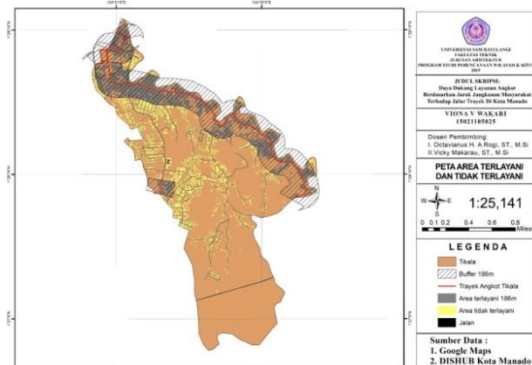 UNIVERSITAS SAM RATULANGI
FAKULTAS TEKNIK
JURUSAN ARSITEKTUR
PROGRAM STUDI PERENCANAAN WILAYAH & KOTA
2019
JUDUL SKRIPSI:
Daya Dukung Layanan Angkot
Berdasarkan Jarak Jangkauan Masyarakat
Terhadap Jalur Trayek Di Kota Manado
VIONA V WAKARI
15021105025
Dosen Pembimbing:
I. Octavianus H. A Rogi, ST., M.Si
II. Vicky Makarau, ST., M.Si
PETA AREA TERLAYANI
DAN TIDAK TERLAYANI
N
W E
S
1:25,141
0 0.1 0.2 0.4 0.6 0.8
Miles
LEGENDA
Tikala
Buffer 186m
Trayek Angkot Tikala
Area terlayani 186m
Area tidak terlayani
Jalan
Sumber Data :
1. Google Maps
2. DISHUB Kota Manado